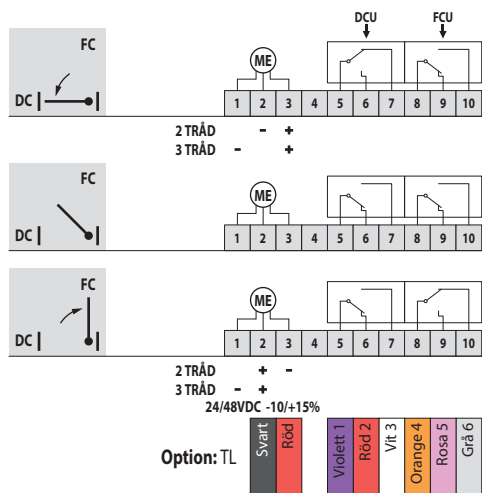 DCU FCU
FC
ME
DC
1 2 3 4 5 6 7 8 9 10
2 TRÅD - +
3 TRÅD - +
FC
ME
DC
1 2 3 4 5 6 7 8 9 10
FC
ME
DC
1 2 3 4 5 6 7 8 9 10
2 TRÅD + -
3 TRÅD - +
24/48VDC -10/+15%
Option: TL
Svart
Röd
Violett 1
Röd 2
Vit 3
Orange 4
Rosa 5
Grå 6